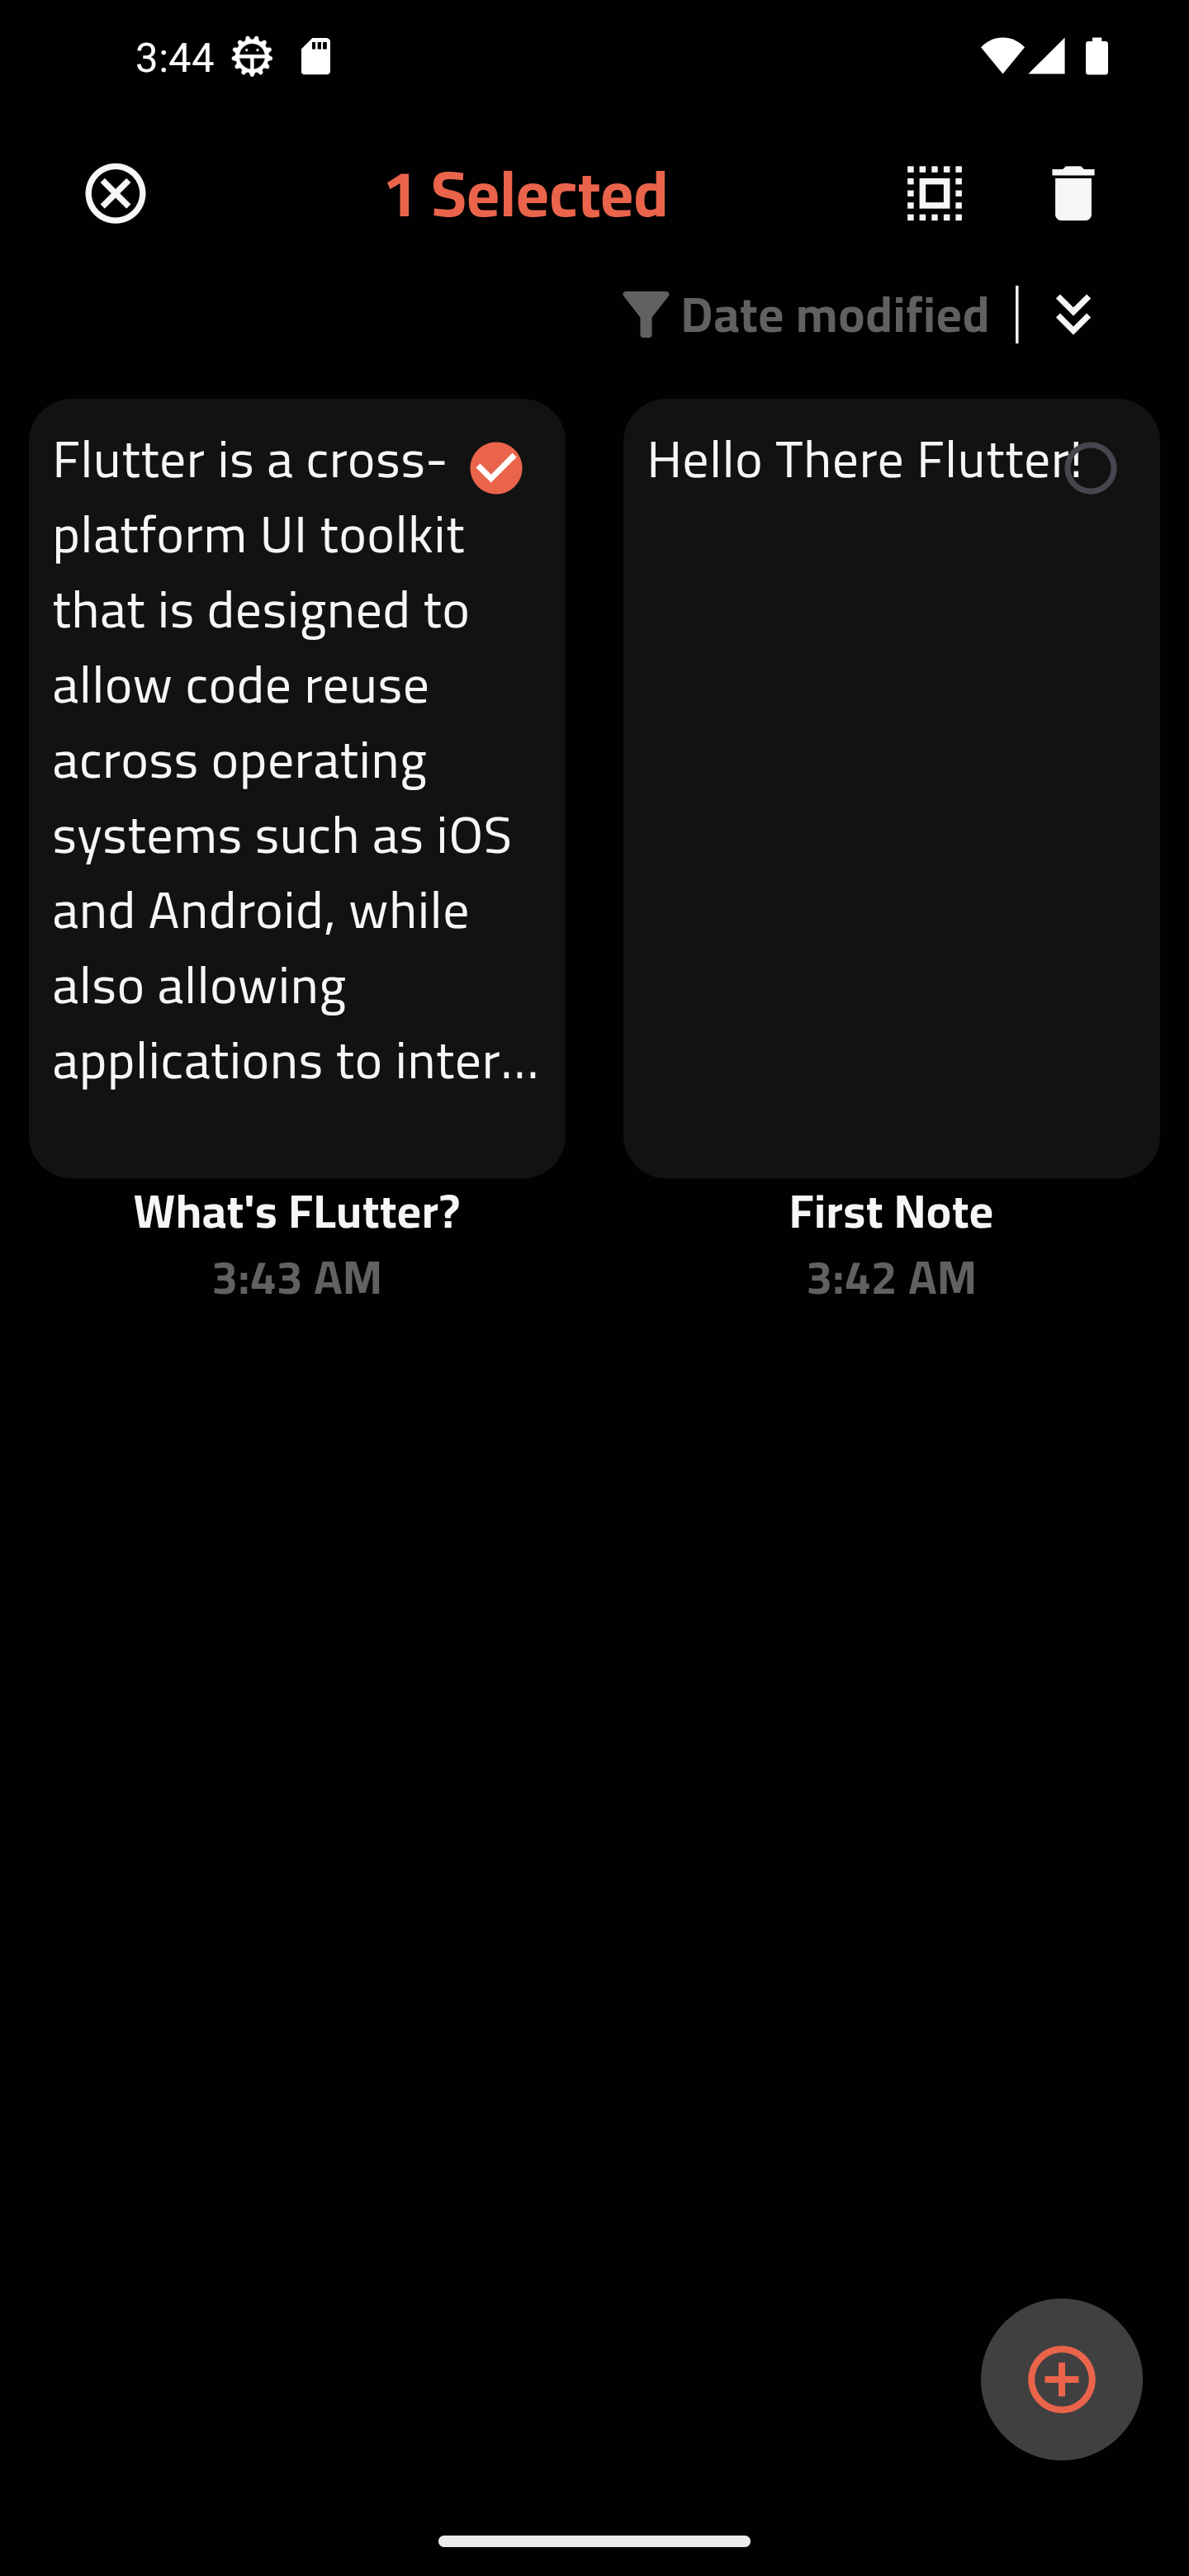 3:44
1 Selected
Date modified
Flutter is a cross-
platform UI toolkit
that is designed to
allow code reuse
across operating
systems such as iOS
and Android, while
also allowing
applications to inter...
What's FLutter?
3:43 AM
Hello There Flutter!
First Note
3:42 AM